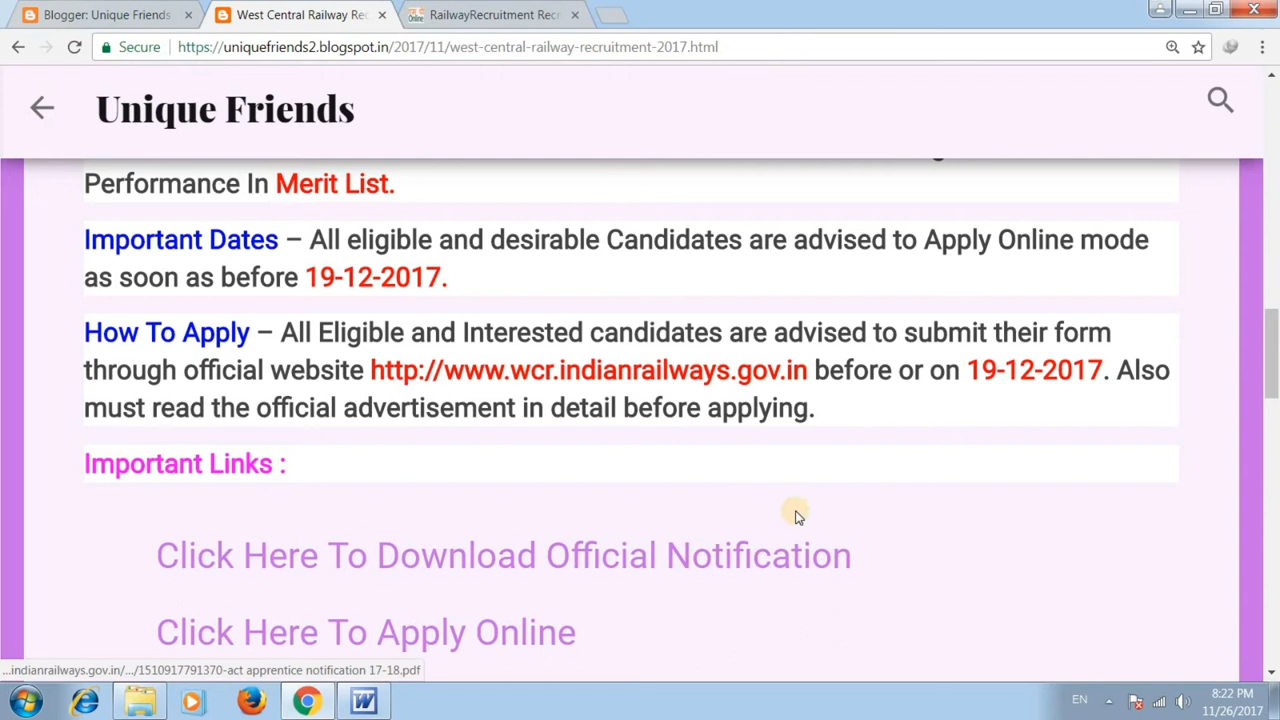 Blogger: Unique Friends
West Central Railway Rec
RailwayRecruitment Recr
Secure
https://uniquefriends2.blogspot.in/2017/11/west-central-railway-recruitment-2017.html
Unique Friends
Performance In Merit List.
Important Dates – All eligible and desirable Candidates are advised to Apply Online mode
as soon as before 19-12-2017.
How To Apply – All Eligible and Interested candidates are advised to submit their form
through official website http://www.wcr.indianrailways.gov.in before or on 19-12-2017. Also
must read the official advertisement in detail before applying.
Important Links :
Click Here To Download Official Notification
Click Here To Apply Online
...indianrailways.gov.in/.../1510917791370-act apprentice notification 17-18.pdf
EN
8:22 PM
11/26/2017